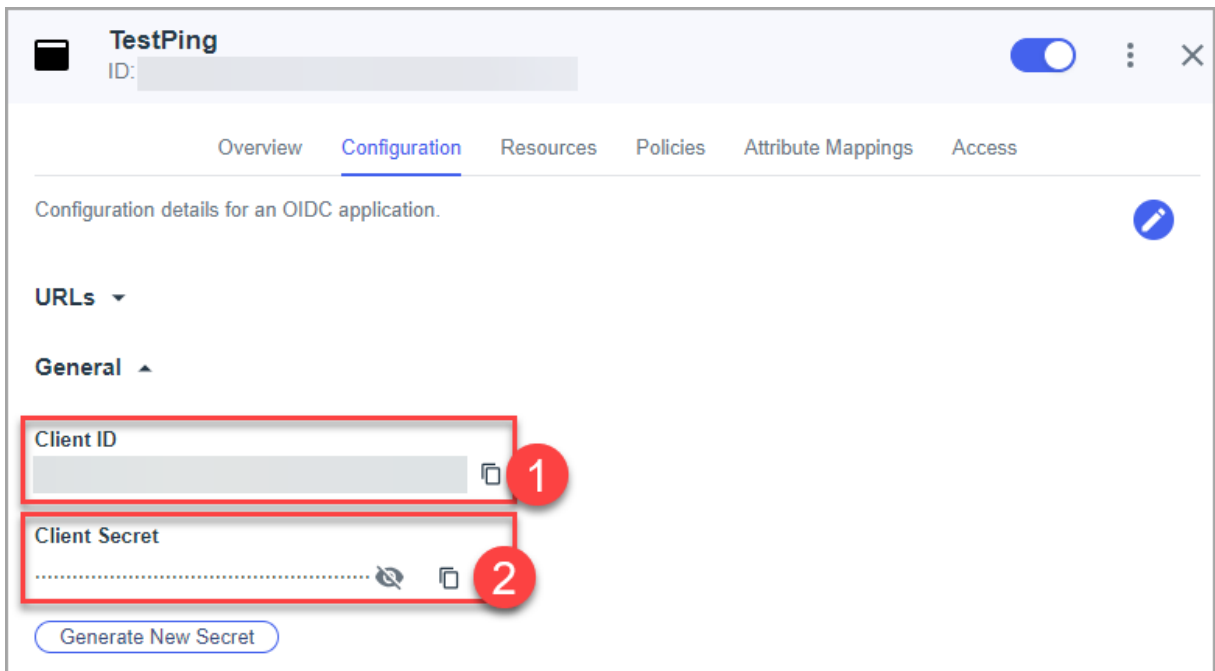 TestPing
ID:
Overview Configuration Resources Policies Attribute Mappings Access
Configuration details for an OIDC application.
URLs
General
Client ID
1
Client Secret
2
Generate New Secret